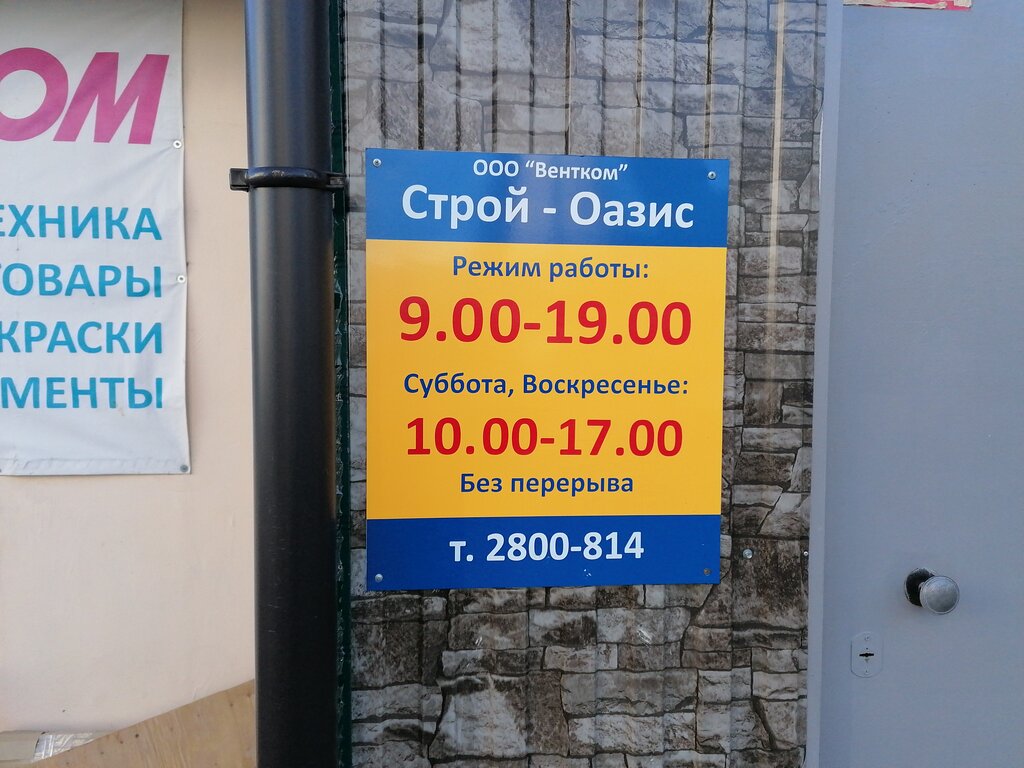 ОМ
ЕХНИКА
ТОВАРЫ
КРАСКИ
МЕНТЫ
ООО “Вентком”
Строй - Оазис
Режим работы:
9.00-19.00
Суббота, Воскресенье:
10.00-17.00
Без перерыва
т. 2800-814